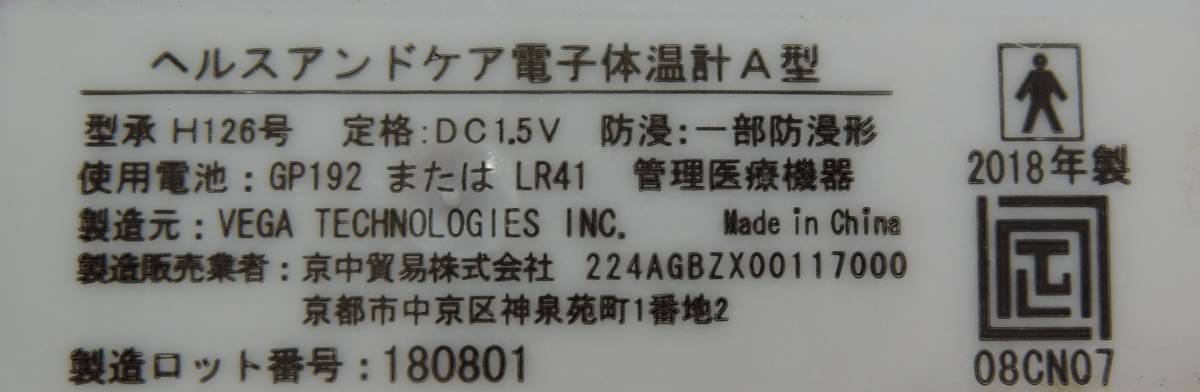 ヘルスアンドケア電子体温計A型
型承 H126号 定格:DC1.5V 防浸:一部防浸形
使用電池:GP192 または LR41 管理医療機器
製造元:VEGA TECHNOLOGIES INC. Made in China
製造販売業者:京中貿易株式会社 224AGBZX00117000
京都市中京区神泉苑町1番地2
製造ロット番号:180801
2018年製
08CN07